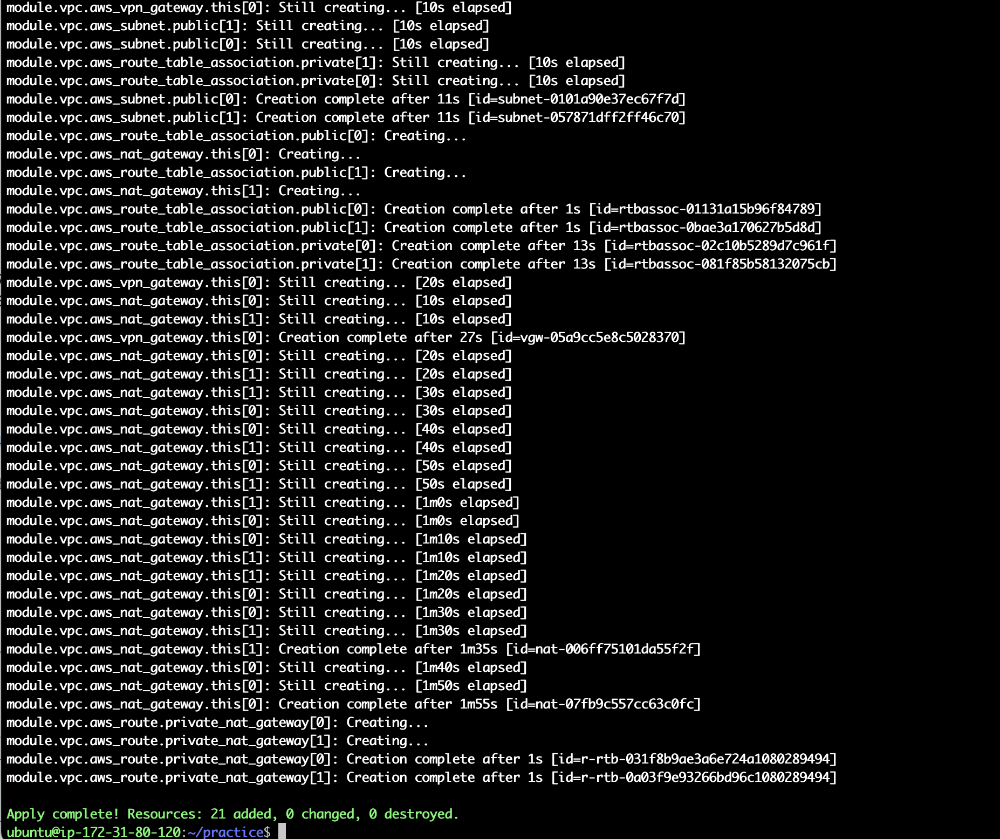 module.vpc.aws_vpn_gateway.this[0]: Still creating... [10s elapsed]
module.vpc.aws_subnet.public[1]: Still creating... [10s elapsed]
module.vpc.aws_subnet.public[0]: Still creating... [10s elapsed]
module.vpc.aws_route_table_association.private[1]: Still creating... [10s elapsed]
module.vpc.aws_route_table_association.private[0]: Still creating... [10s elapsed]
module.vpc.aws_subnet.public[0]: Creation complete after 11s [id=subnet-0101a90e37ec67f7d]
module.vpc.aws_subnet.public[1]: Creation complete after 11s [id=subnet-057871dff2ff46c70]
module.vpc.aws_route_table_association.public[0]: Creating...
module.vpc.aws_nat_gateway.this[0]: Creating...
module.vpc.aws_route_table_association.public[1]: Creating...
module.vpc.aws_nat_gateway.this[1]: Creating...
module.vpc.aws_route_table_association.public[0]: Creation complete after 1s [id=rtbassoc-01131a15b96f84789]
module.vpc.aws_route_table_association.public[1]: Creation complete after 1s [id=rtbassoc-0bae3a170627b5d8d]
module.vpc.aws_route_table_association.private[0]: Creation complete after 13s [id=rtbassoc-02c10b5289d7c961f]
module.vpc.aws_route_table_association.private[1]: Creation complete after 13s [id=rtbassoc-081f85b58132075cb]
module.vpc.aws_vpn_gateway.this[0]: Still creating... [20s elapsed]
module.vpc.aws_nat_gateway.this[0]: Still creating... [10s elapsed]
module.vpc.aws_nat_gateway.this[1]: Still creating... [10s elapsed]
module.vpc.aws_vpn_gateway.this[0]: Creation complete after 27s [id=vgw-05a9cc5e8c5028370]
module.vpc.aws_nat_gateway.this[0]: Still creating... [20s elapsed]
module.vpc.aws_nat_gateway.this[1]: Still creating... [20s elapsed]
module.vpc.aws_nat_gateway.this[1]: Still creating... [30s elapsed]
module.vpc.aws_nat_gateway.this[0]: Still creating... [30s elapsed]
module.vpc.aws_nat_gateway.this[0]: Still creating... [40s elapsed]
module.vpc.aws_nat_gateway.this[1]: Still creating... [40s elapsed]
module.vpc.aws_nat_gateway.this[0]: Still creating... [50s elapsed]
module.vpc.aws_nat_gateway.this[1]: Still creating... [50s elapsed]
module.vpc.aws_nat_gateway.this[1]: Still creating... [1m0s elapsed]
module.vpc.aws_nat_gateway.this[0]: Still creating... [1m0s elapsed]
module.vpc.aws_nat_gateway.this[0]: Still creating... [1m10s elapsed]
module.vpc.aws_nat_gateway.this[1]: Still creating... [1m10s elapsed]
module.vpc.aws_nat_gateway.this[1]: Still creating... [1m20s elapsed]
module.vpc.aws_nat_gateway.this[0]: Still creating... [1m20s elapsed]
module.vpc.aws_nat_gateway.this[0]: Still creating... [1m30s elapsed]
module.vpc.aws_nat_gateway.this[1]: Still creating... [1m30s elapsed]
module.vpc.aws_nat_gateway.this[1]: Creation complete after 1m35s [id=nat-006ff75101da55f2f]
module.vpc.aws_nat_gateway.this[0]: Still creating... [1m40s elapsed]
module.vpc.aws_nat_gateway.this[0]: Still creating... [1m50s elapsed]
module.vpc.aws_nat_gateway.this[0]: Creation complete after 1m55s [id=nat-07fb9c557cc63c0fc]
module.vpc.aws_route.private_nat_gateway[0]: Creating...
module.vpc.aws_route.private_nat_gateway[1]: Creating...
module.vpc.aws_route.private_nat_gateway[0]: Creation complete after 1s [id=r-rtb-031f8b9ae3a6e724a1080289494]
module.vpc.aws_route.private_nat_gateway[1]: Creation complete after 1s [id=r-rtb-0a03f9e93266bd96c1080289494]
Apply complete! Resources: 21 added, 0 changed, 0 destroyed.
ubuntu@ip-172-31-80-120:~/practice$